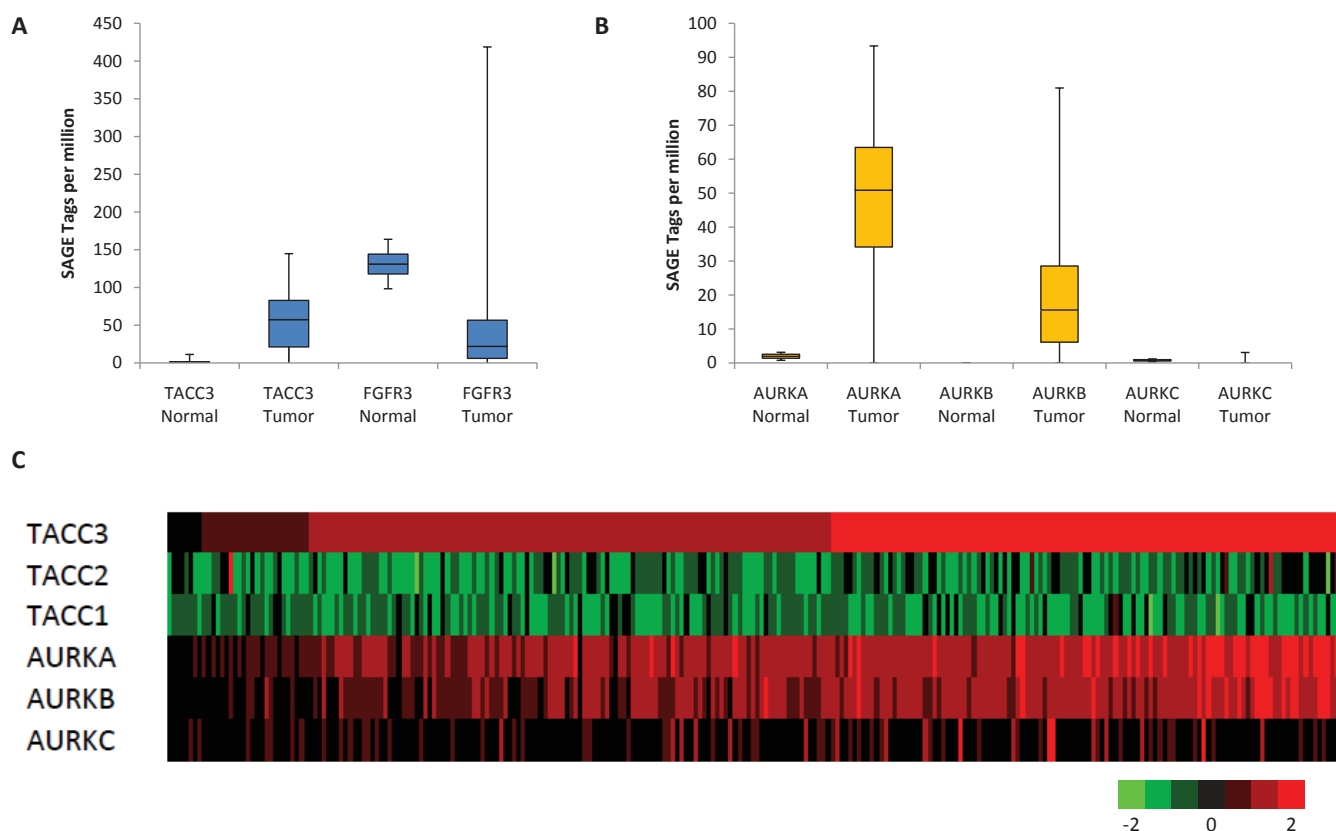 A
SAGE Tags per million
450
400
350
300
250
200
150
100
50
0
TACC3 Normal
TACC3 Tumor
FGFR3 Normal
FGFR3 Tumor
B
SAGE Tags per million
100
90
80
70
60
50
40
30
20
10
0
AURKA Normal
AURKA Tumor
AURKB Normal
AURKB Tumor
AURKC Normal
AURKC Tumor
C
TACC3
TACC2
TACC1
AURKA
AURKB
AURKC
-2 0 2